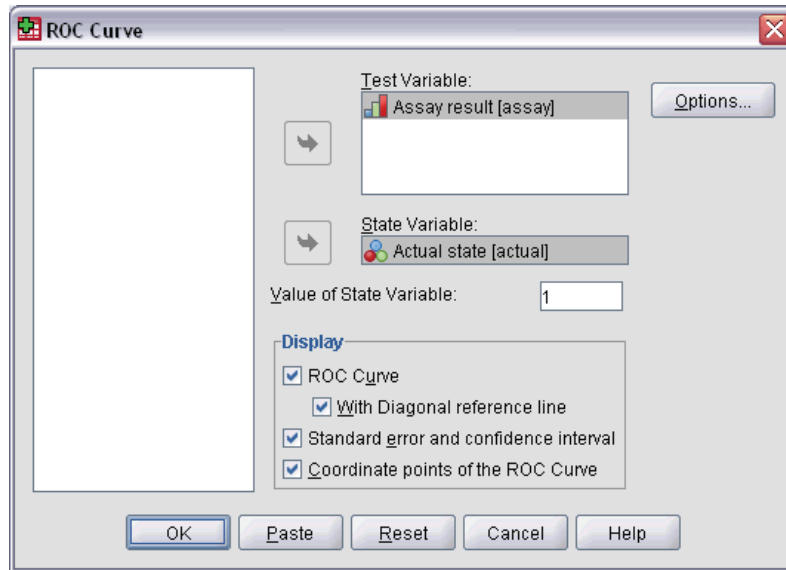 ROC Curve
Test Variable:
Assay result [assay]
Options...
State Variable:
Actual state [actual]
Value of State Variable:
1
Display
ROC Curve
With Diagonal reference line
Standard error and confidence interval
Coordinate points of the ROC Curve
OK
Paste
Reset
Cancel
Help